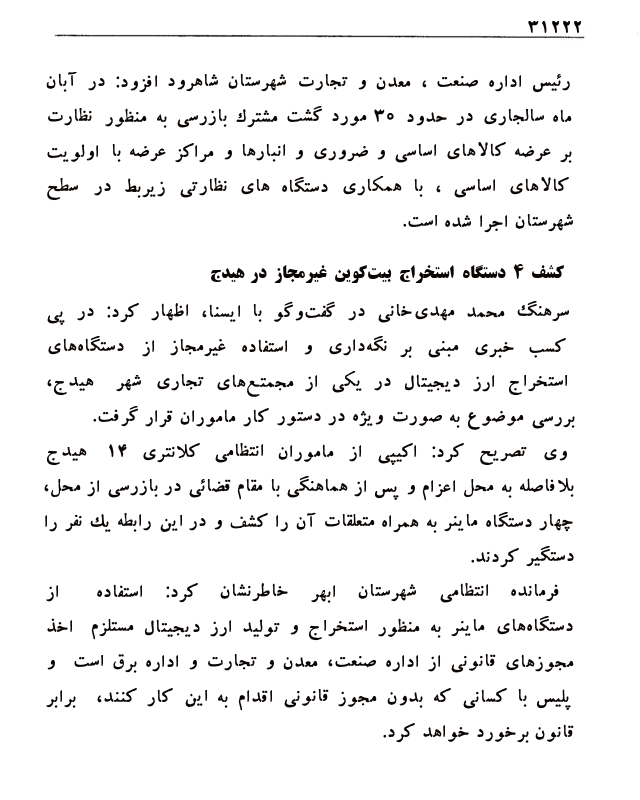 ۳۱۲۲۲
رئیس اداره صنعت ، معدن و تجارت شهرستان شاهرود افزود: در آبان
ماه سالجاری در حدود ۳۰ مورد گشت مشترك بازرسی به منظور نظارت
بر عرضه کالاهای اساسی و ضروری و انبارها و مراکز عرضه با اولویت
کالاهای اساسی ، با همکاری دستگاه های نظارتی زیربط در سطح
شهرستان اجرا شده است.
کشف ۴ دستگاه استخراج بیت‌کوین غیرمجاز در هیدج
سرهنگ محمد مهدی‌خانی در گفت‌وگو با ایسنا، اظهار کرد: در پی
کسب خبری مبنی بر نگه‌داری و استفاده غیرمجاز از دستگاه‌های
استخراج ارز دیجیتال در یکی از مجمتع‌های تجاری شهر هیدج،
بررسی موضوع به صورت ویژه در دستور کار ماموران قرار گرفت.
وی تصریح کرد: اکیپی از ماموران انتظامی کلانتری ۱۴ هیدج
بلافاصله به محل اعزام و پس از هماهنگی با مقام قضائی در بازرسی از محل،
چهار دستگاه ماینر به همراه متعلقات آن را کشف و در این رابطه یك نفر را
دستگیر کردند.
فرمانده انتظامی شهرستان ابهر خاطرنشان کرد: استفاده از
دستگاه‌های ماینر به منظور استخراج و تولید ارز دیجیتال مستلزم اخذ
مجوزهای قانونی از اداره صنعت، معدن و تجارت و اداره برق است و
پلیس با کسانی که بدون مجوز قانونی اقدام به این کار کنند، برابر
قانون برخورد خواهد کرد.